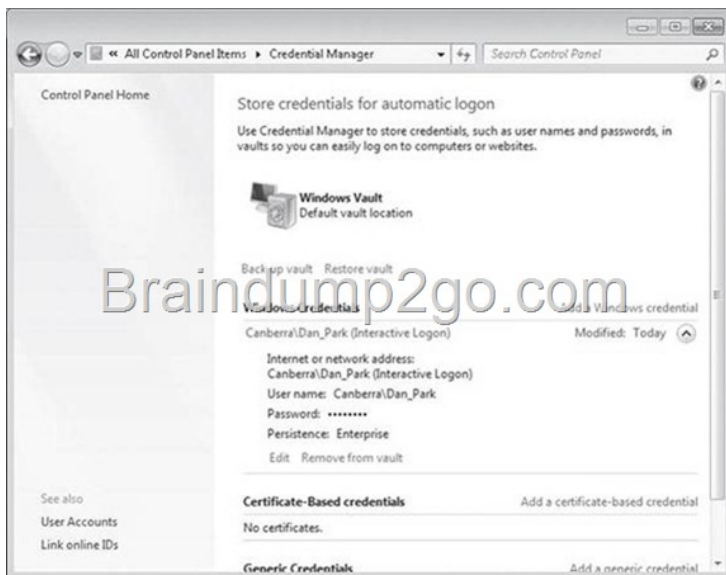 « All Control Panel Items ▸ Credential Manager
Search Control Panel
Control Panel Home
Store credentials for automatic logon
Use Credential Manager to store credentials, such as user names and passwords, in
vaults so you can easily log on to computers or websites.
Windows Vault
Default vault location
Back up vault Restore vault
Braindump2go.com
Windows Credentials Add a Windows credential
Canberra\Dan_Park (Interactive Logon) Modified: Today
Internet or network address:
Canberra\Dan_Park (Interactive Logon)
User name: Canberra\Dan_Park
Password: ••••••••
Persistence: Enterprise
Edit Remove from vault
See also
User Accounts
Link online IDs
Certificate-Based credentials Add a certificate-based credential
No certificates.
Generic Credentials Add a generic credential